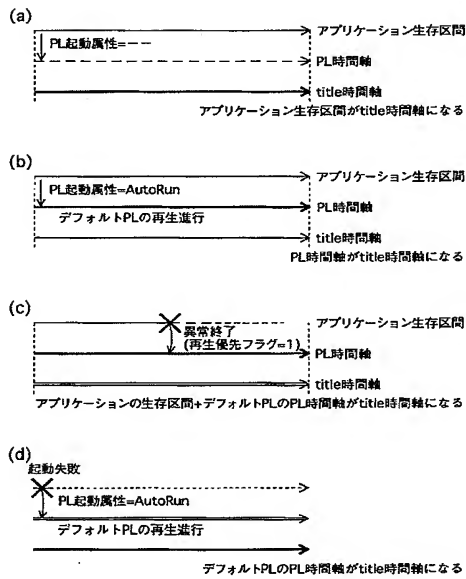 (a)
アプリケーション生存区間
PL起動属性=---
PL時間軸
title時間軸
アプリケーション生存区間がtitle時間軸になる
(b)
アプリケーション生存区間
PL起動属性=AutoRun
PL時間軸
デフォルトPLの再生進行
title時間軸
PL時間軸がtitle時間軸になる
(c)
アプリケーション生存区間
異常終了
(再生優先フラグ=1)
PL時間軸
title時間軸
アプリケーションの生存区間+デフォルトPLのPL時間軸がtitle時間軸になる
(d)
起動失敗
PL起動属性=AutoRun
デフォルトPLの再生進行
デフォルトPLのPL時間軸がtitle時間軸になる